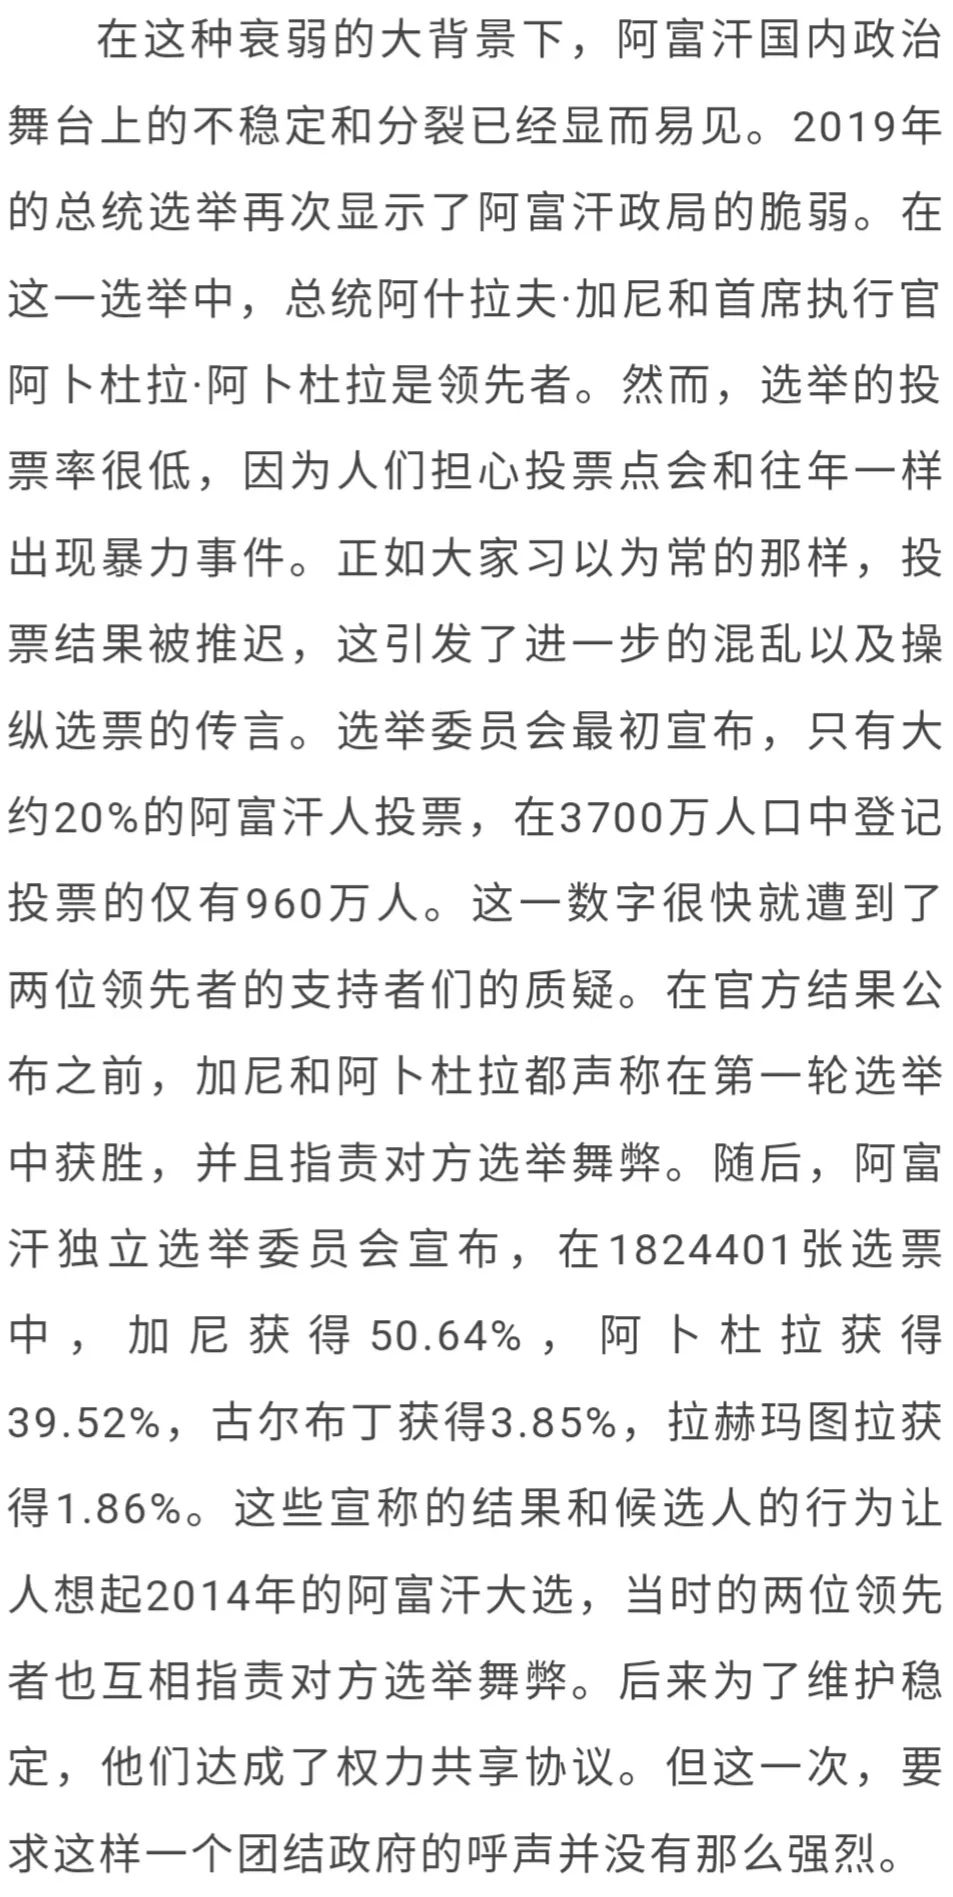 在这种衰弱的大背景下，阿富汗国内政治
舞台上的不稳定和分裂已经显而易见。2019年
的总统选举再次显示了阿富汗政局的脆弱。在
这一选举中，总统阿什拉夫·加尼和首席执行官
阿卜杜拉·阿卜杜拉是领先者。然而，选举的投
票率很低，因为人们担心投票点会和往年一样
出现暴力事件。正如大家习以为常的那样，投
票结果被推迟，这引发了进一步的混乱以及操
纵选票的传言。选举委员会最初宣布，只有大
约20%的阿富汗人投票，在3700万人口中登记
投票的仅有960万人。这一数字很快就遭到了
两位领先者的支持者们的质疑。在官方结果公
布之前，加尼和阿卜杜拉都声称在第一轮选举
中获胜，并且指责对方选举舞弊。随后，阿富
汗独立选举委员会宣布，在1824401张选票
中，加尼获得50.64%，阿卜杜拉获得
39.52%，古尔布丁获得3.85%，拉赫玛图拉获
得1.86%。这些宣称的结果和候选人的行为让
人想起2014年的阿富汗大选，当时的两位领先
者也互相指责对方选举舞弊。后来为了维护稳
定，他们达成了权力共享协议。但这一次，要
求这样一个团结政府的呼声并没有那么强烈。